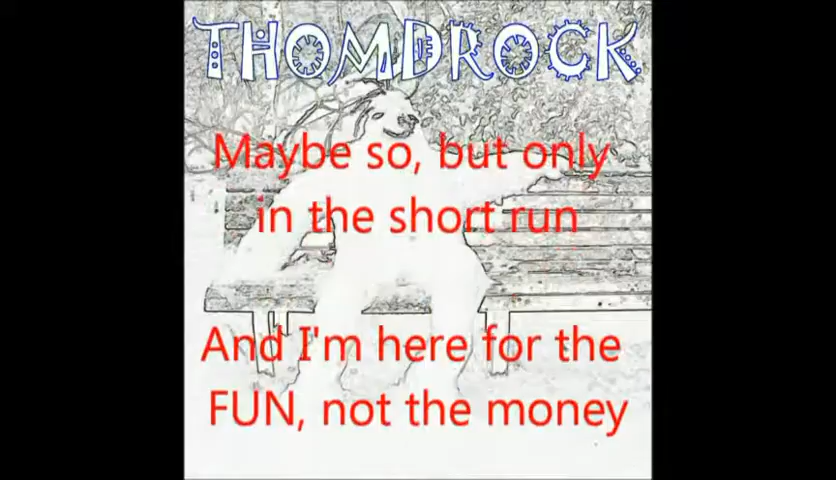 THOMDROCK
Maybe so, but only
in the short run
And I'm here for the
FUN, not the money